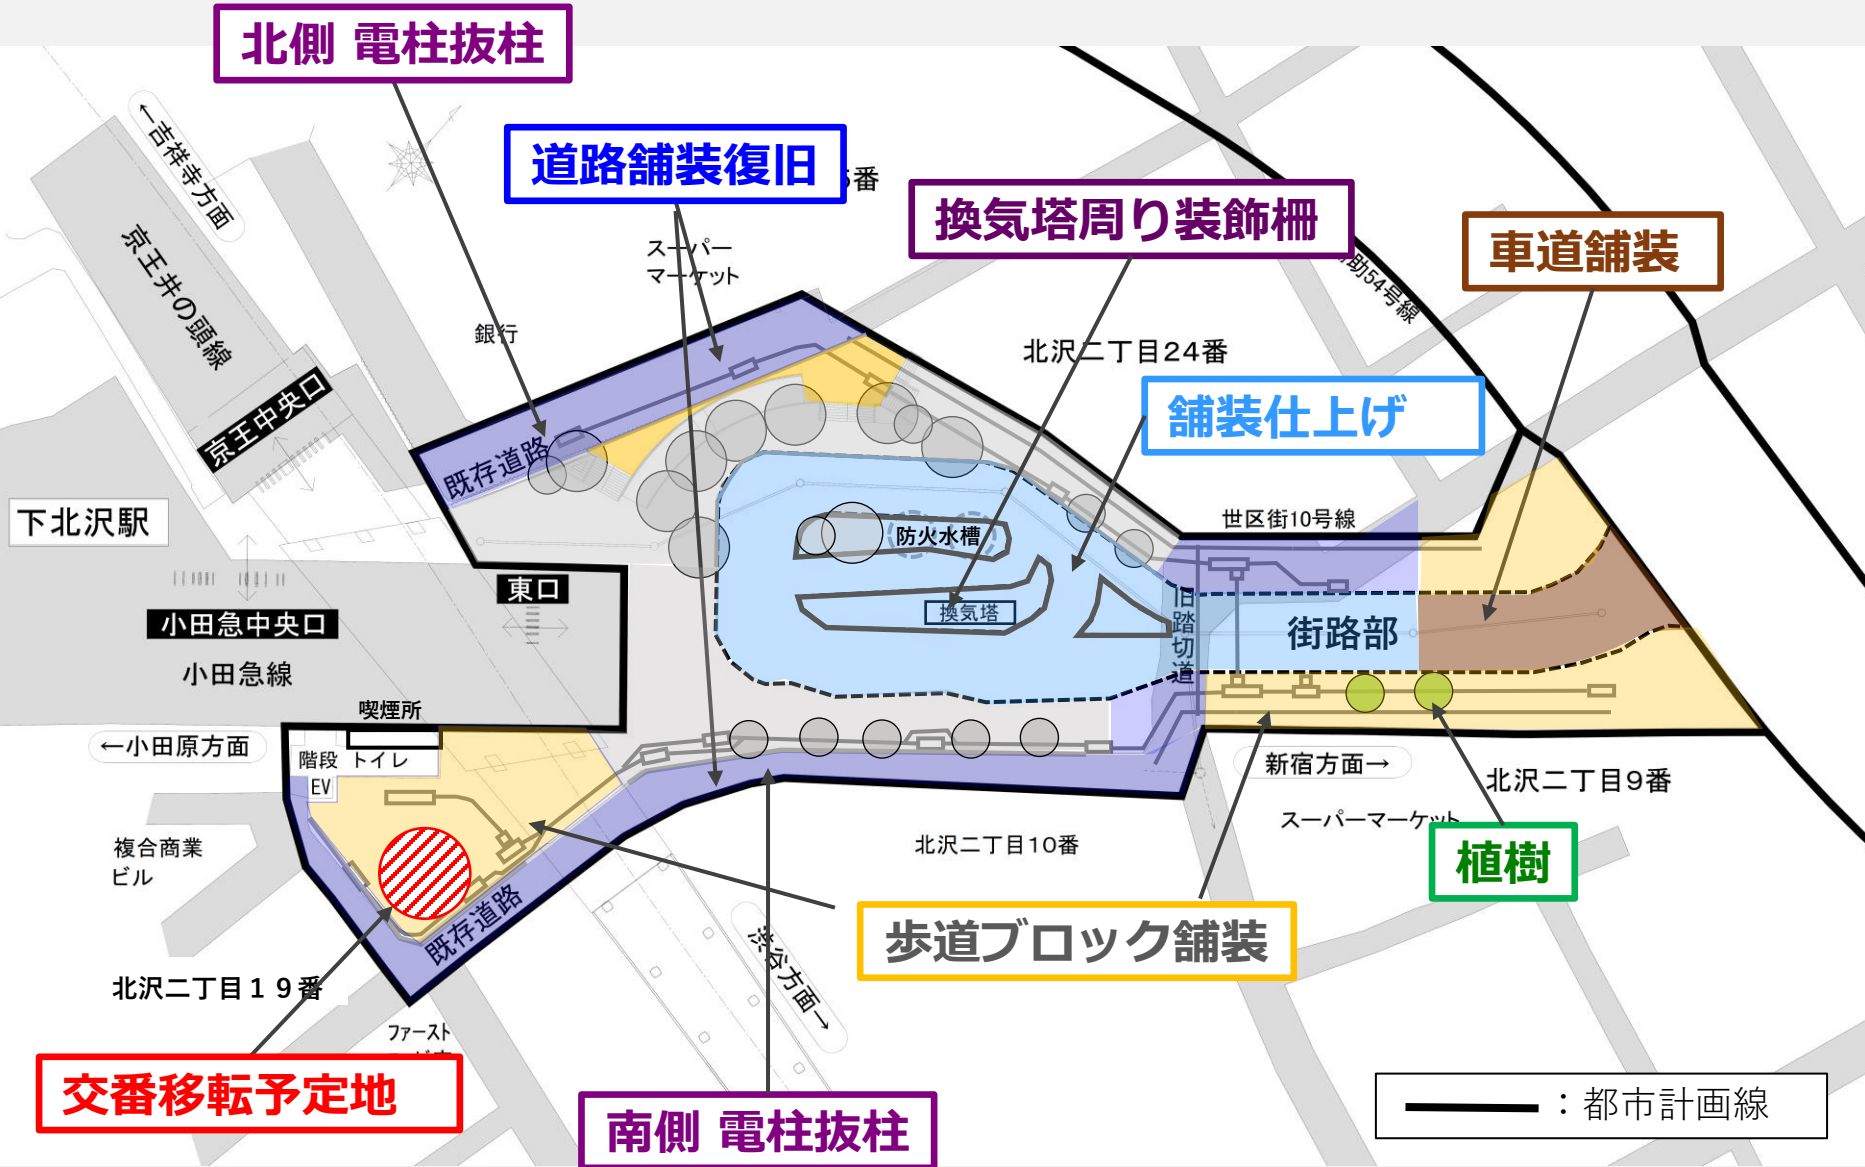 北側 電柱抜柱
←吉祥寺方面
道路舗装復旧
番
換気塔周り装飾柵
車道舗装
京王井の頭線
スーパー
マーケット
助54号線
銀行
北沢二丁目24番
京王中央口
舗装仕上げ
既存道路
下北沢駅
世区街10号線
防火水槽
東口
換気塔
旧踏切道
街路部
小田急中央口
小田急線
喫煙所
←小田原方面
階段
トイレ
EV
新宿方面→
北沢二丁目9番
スーパーマーケット
複合商業
ビル
北沢二丁目10番
植樹
既存道路
歩道ブロック舗装
渋谷方面→
北沢二丁目19番
ファースト
交番移転予定地
南側 電柱抜柱
：都市計画線